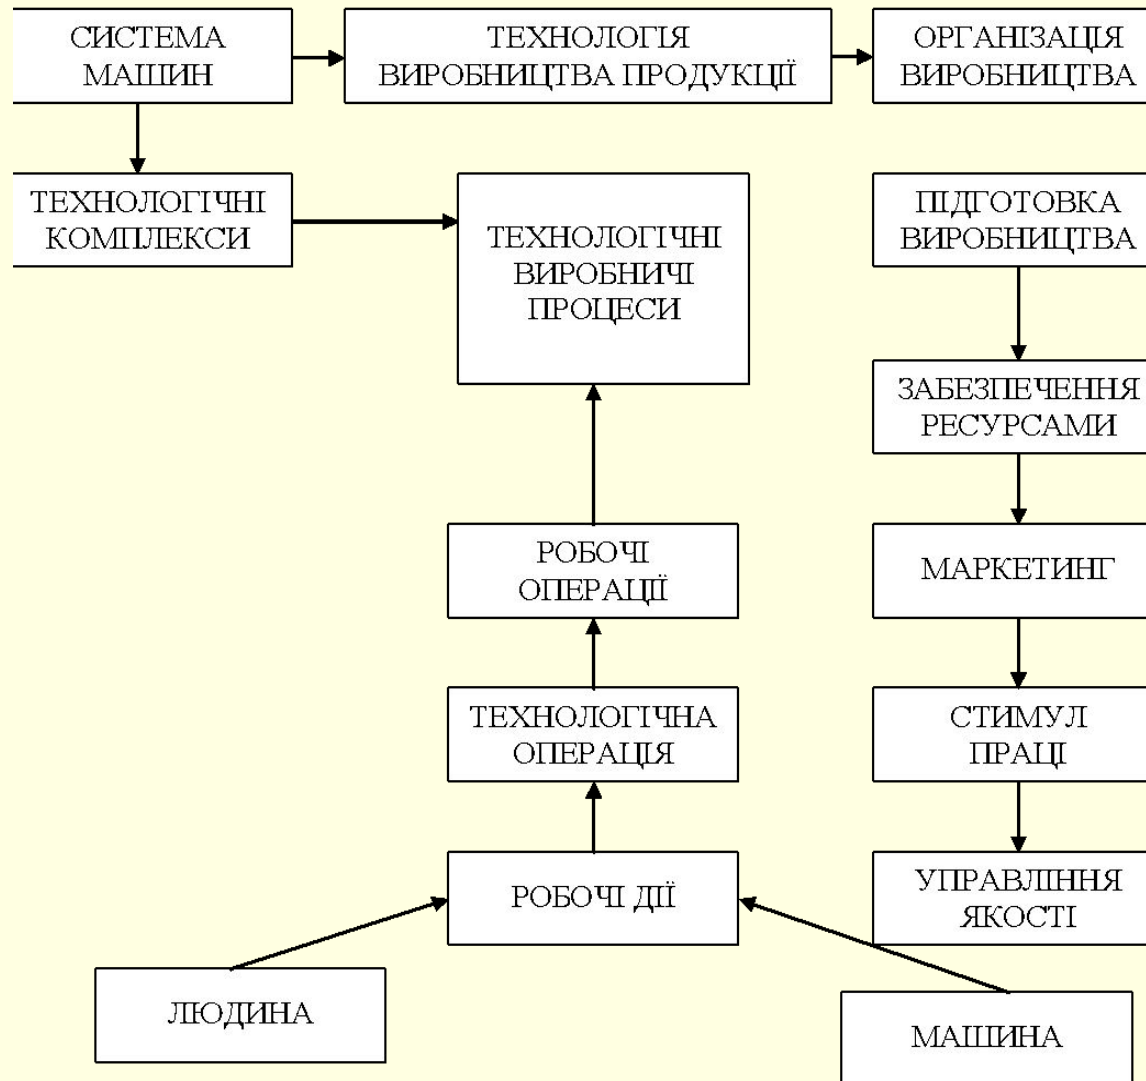 СИСТЕМА
МАШИН
ТЕХНОЛОГІЯ
ВИРОБНИЦТВА ПРОДУКЦІЇ
ОРГАНІЗАЦІЯ
ВИРОБНИЦТВА
ТЕХНОЛОГІЧНІ
КОМПЛЕКСИ
ТЕХНОЛОГІЧНІ
ВИРОБНИЧІ
ПРОЦЕСИ
ПІДГОТОВКА
ВИРОБНИЦТВА
ЗАБЕЗПЕЧЕННЯ
РЕСУРСАМИ
РОБОЧІ
ОПЕРАЦІЇ
МАРКЕТИНГ
ТЕХНОЛОГІЧНА
ОПЕРАЦІЯ
СТИМУЛ
ПРАЦІ
РОБОЧІ ДІЇ
УПРАВЛІННЯ
ЯКОСТІ
ЛЮДИНА
МАШИНА